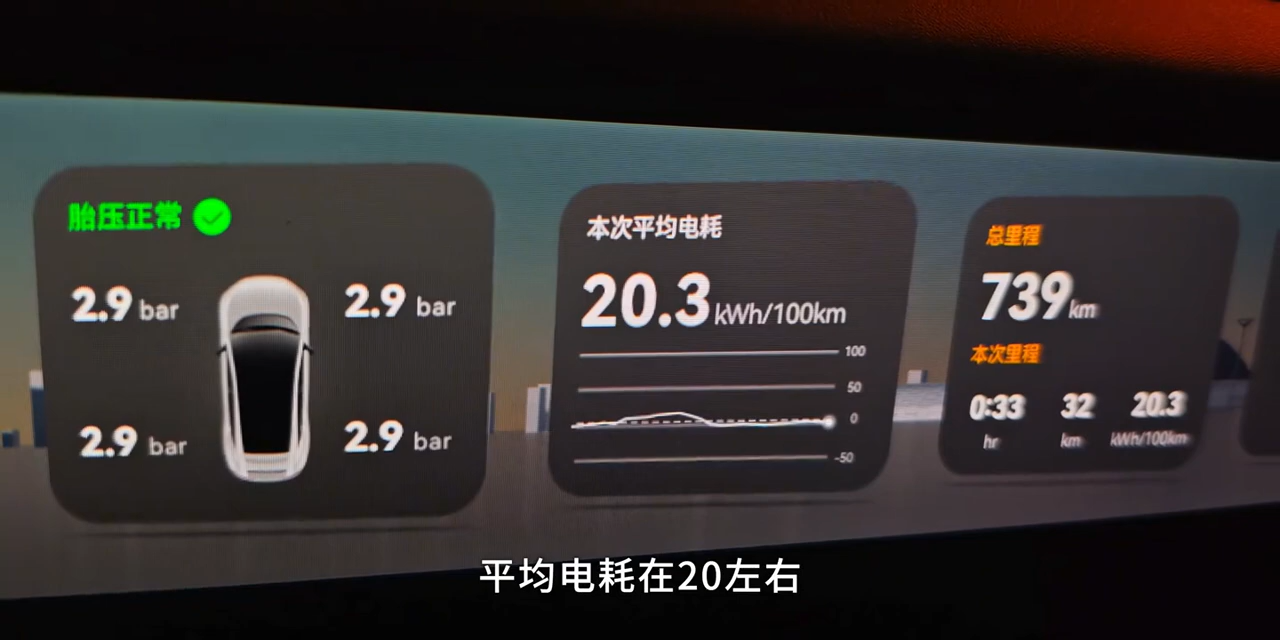 胎压正常
2.9 bar
2.9 bar
2.9 bar
2.9 bar
本次平均电耗
20.3 kWh/100km
100
50
0
-50
总里程
739 km
本次里程
0:33 32 20.3
hr km kWh/100km
平均电耗在20左右